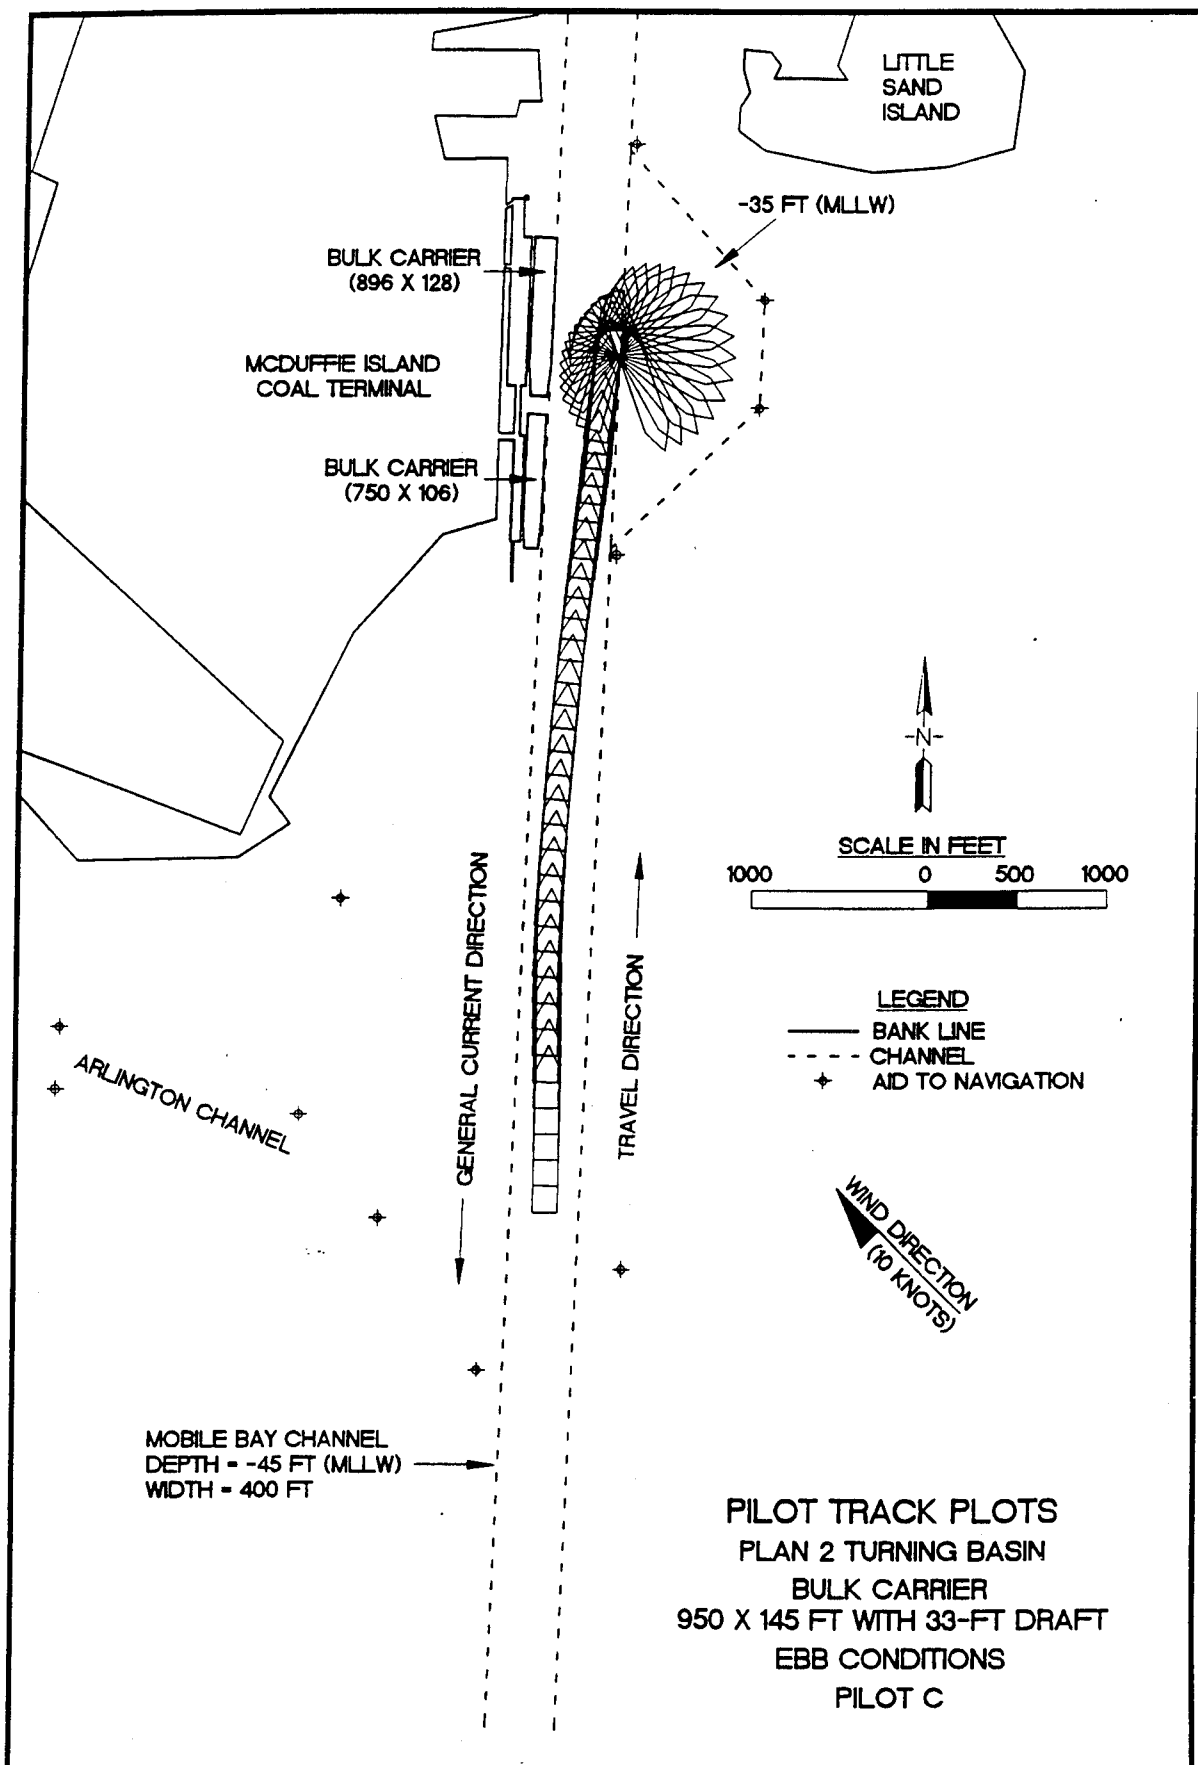 LITTLE
SAND
ISLAND
-35 FT (MLLW)
BULK CARRIER
(896 X 128)
MCDUFFIE ISLAND
COAL TERMINAL
BULK CARRIER
(750 X 106)
-N-
SCALE IN FEET
1000 0 500 1000
GENERAL CURRENT DIRECTION
TRAVEL DIRECTION
LEGEND
BANK LINE
CHANNEL
AID TO NAVIGATION
ARLINGTON CHANNEL
WIND DIRECTION
(10 KNOTS)
MOBILE BAY CHANNEL
DEPTH = -45 FT (MLLW)
WIDTH = 400 FT
PILOT TRACK PLOTS
PLAN 2 TURNING BASIN
BULK CARRIER
950 X 145 FT WITH 33-FT DRAFT
EBB CONDITIONS
PILOT C